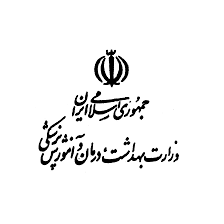 جمهوری اسلامی ایران
وزارت بهداشت، درمان و آموزش پزشکی